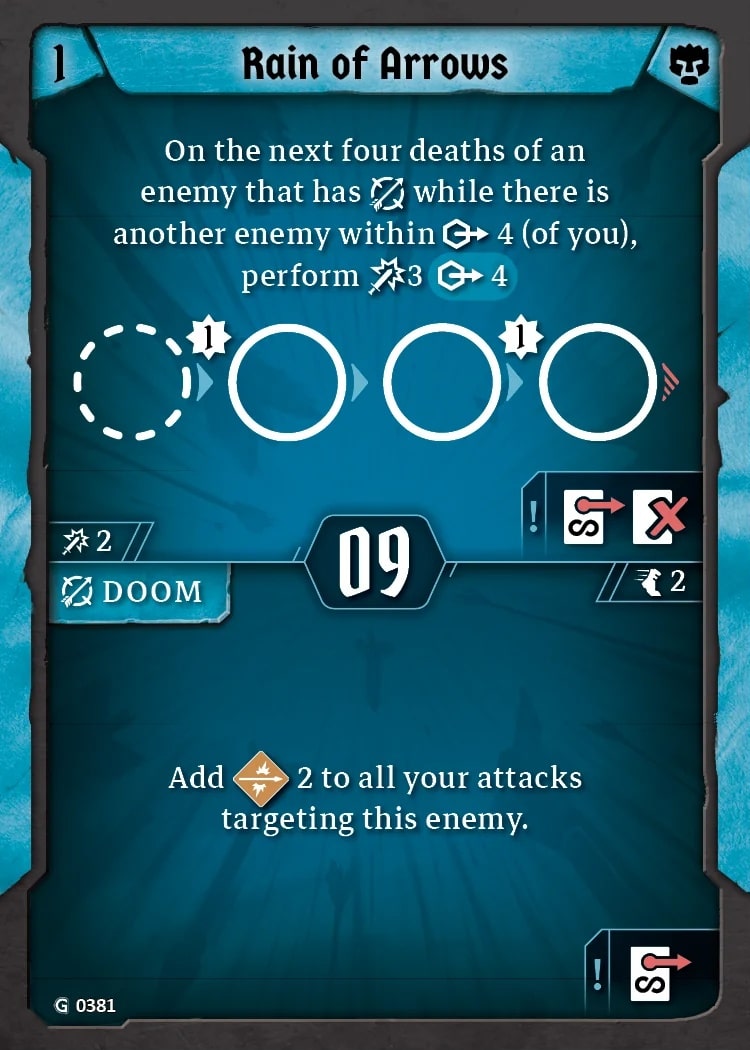 1
Rain of Arrows
On the next four deaths of an
enemy that has while there is
another enemy within 4 (of you),
perform 3 4
1 1
! 
2
09
DOOM
2
Add 2 to all your attacks
targeting this enemy.
!
G 0381